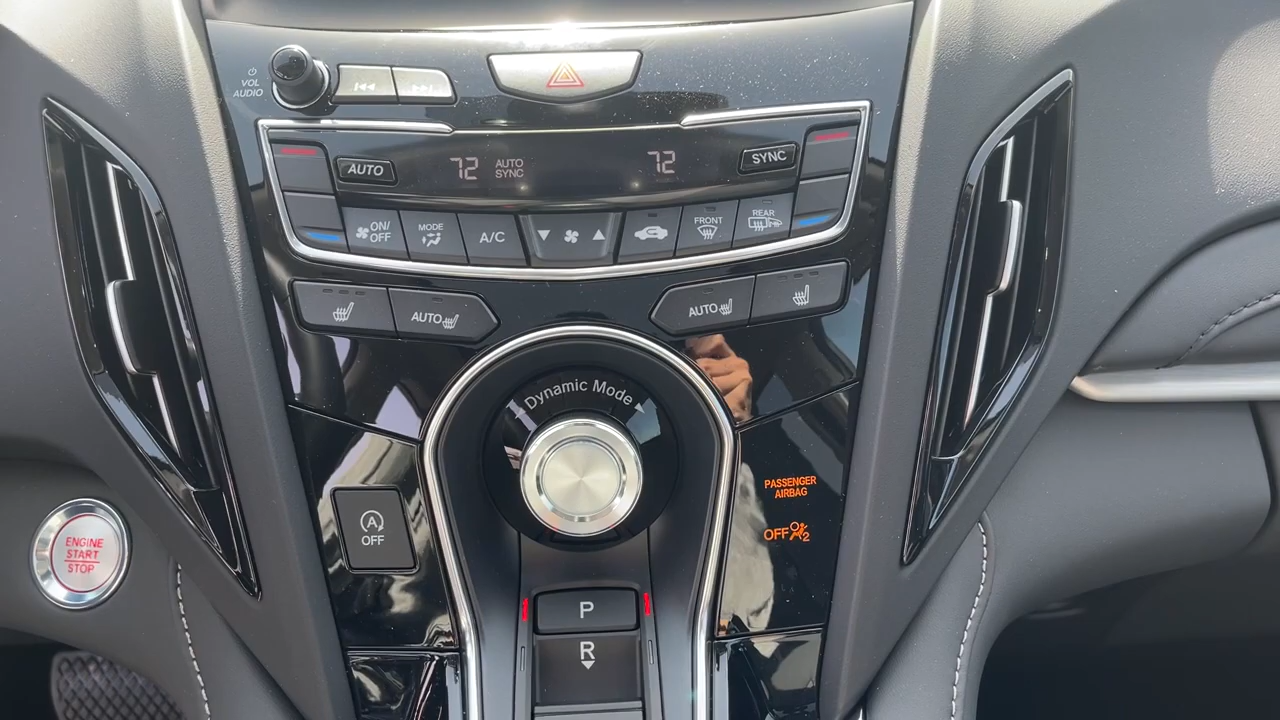 VOL
AUDIO
AUTO
72
AUTO
SYNC
72
SYNC
ON/
OFF
MODE
A/C
FRONT
REAR
AUTO
AUTO
Dynamic Mode
PASSENGER
AIRBAG
OFF
2
A
OFF
ENGINE
START
STOP
P
R